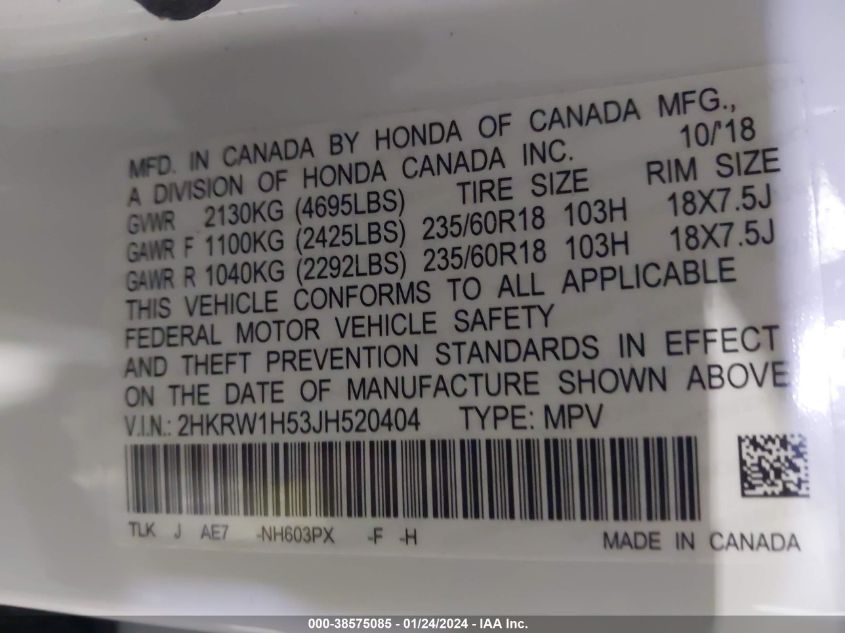 MFD. IN CANADA BY HONDA OF CANADA MFG.,
A DIVISION OF HONDA CANADA INC. 10/'18
GVWR 2130KG (4695LBS) TIRE SIZE RIM SIZE
GAWR F 1100KG (2425LBS) 235/60R18 103H 18X7.5J
GAWR R 1040KG (2292LBS) 235/60R18 103H 18X7.5J
THIS VEHICLE CONFORMS TO ALL APPLICABLE
FEDERAL MOTOR VEHICLE SAFETY
AND THEFT PREVENTION STANDARDS IN EFFECT
ON THE DATE OF MANUFACTURE SHOWN ABOVE
V.I.N.: 2HKRW1H53JH520404 TYPE: MPV
TLK J AE7 -NH603PX -F -H MADE IN CANADA
000-38575085 - 01/24/2024 - IAA Inc.